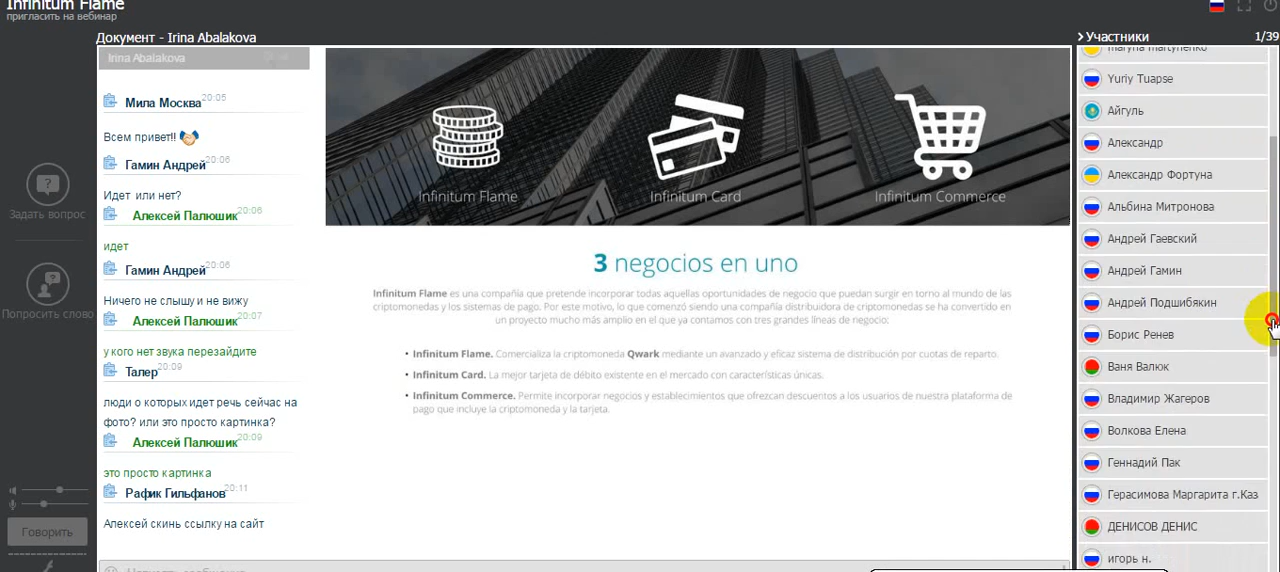 Infinitum Flame
пригласить на вебинар
Документ - Irina Abalakova
Irina Abalakova
Мила Москва 20:05
Всем привет!!
Гамин Андрей 20:06
Идет или нет?
Алексей Палюшик 20:06
идет
Гамин Андрей 20:06
Ничего не слышу и не вижу
Алексей Палюшик 20:07
у кого нет звука перезайдите
Талер 20:09
люди о которых идет речь сейчас на
фото? или это просто картинка?
Алексей Палюшик 20:09
это просто картинка
Рафик Гильфанов 20:11
Алексей скинь ссылку на сайт
Написать сообщение
Задать вопрос
Попросить слово
Говорить
Infinitum Flame
Infinitum Card
Infinitum Commerce
3 negocios en uno
Infinitum Flame es una compañía que pretende incorporar todas aquellas oportunidades de negocio que puedan surgir en torno al mundo de las
criptomonedas y los sistemas de pago. Por este motivo, lo que comenzó siendo una compañía distribuidora de criptomonedas se ha convertido en
un proyecto mucho más amplio en el que ya contamos con tres grandes líneas de negocio:
• Infinitum Flame. Comercializa la criptomoneda Qwark mediante un avanzado y eficaz sistema de distribución por cuotas de reparto.
• Infinitum Card. La mejor tarjeta de débito existente en el mercado con características únicas.
• Infinitum Commerce. Permite incorporar negocios y establecimientos que ofrezcan descuentos a los usuarios de nuestra plataforma de
pago que incluye la criptomoneda y la tarjeta.
Участники 1/39
maryna martynenko
Yuriy Tuapse
Айгуль
Александр
Александр Фортуна
Альбина Митронова
Андрей Гаевский
Андрей Гамин
Андрей Подшибякин
Борис Ренев
Ваня Валюк
Владимир Жагеров
Волкова Елена
Геннадий Пак
Герасимова Маргарита г.Каз
ДЕНИСОВ ДЕНИС
игорь н.